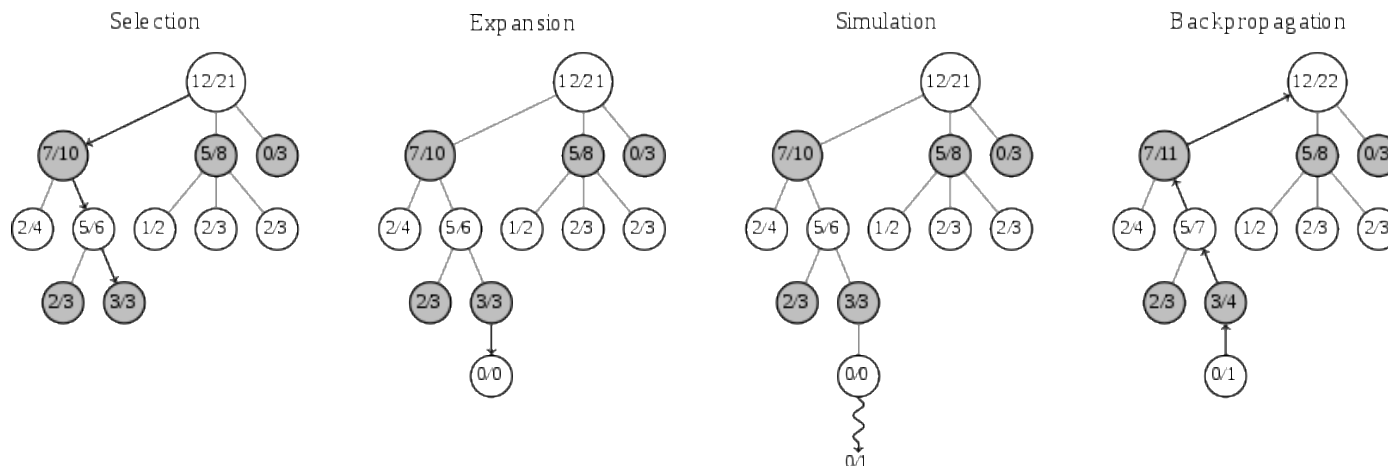 Selection Expansion Simulation Backpropagation
12/21 12/21 12/21 12/22
7/10 5/8 0/3 7/10 5/8 0/3 7/10 5/8 0/3 7/11 5/8 0/3
2/4 5/6 1/2 2/3 2/3 2/4 5/6 1/2 2/3 2/3 2/4 5/6 1/2 2/3 2/3 2/4 5/7 1/2 2/3 2/3
2/3 3/3 2/3 3/3 2/3 3/3 2/3 3/4
0/0 0/0 0/1
0/1